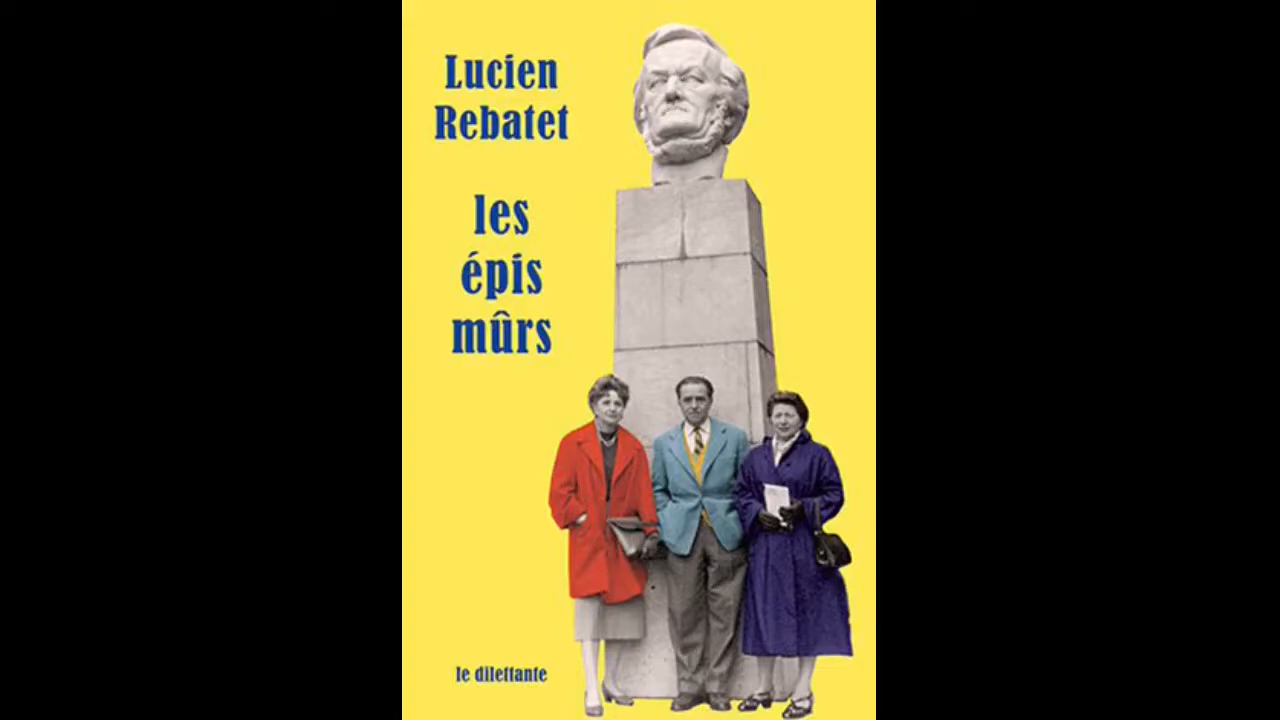 Lucien
Rebatet
les
épis
mûrs
le dilettante